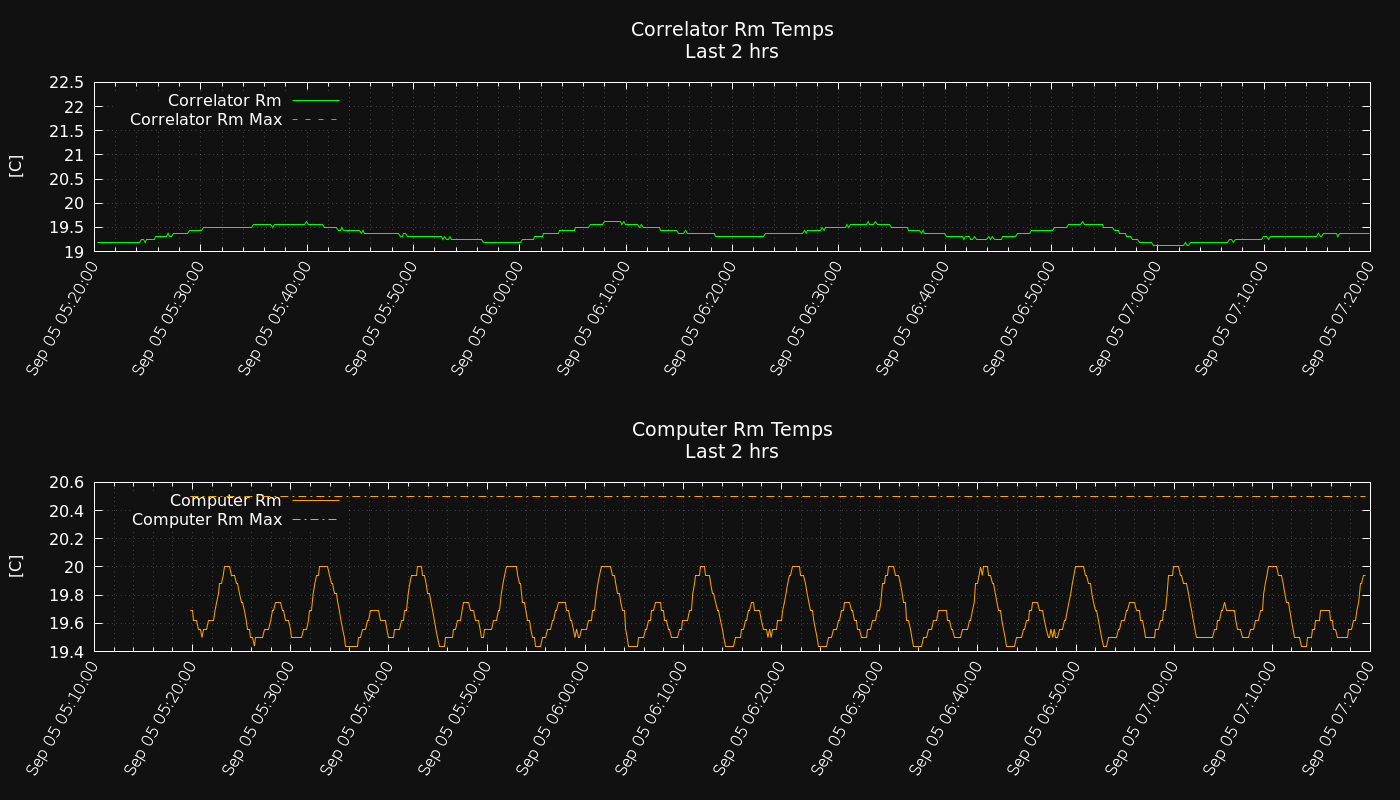 Correlator Rm Temps
Last 2 hrs
22.5
22
21.5
21
20.5
20
19.5
19
[C]
Correlator Rm
Correlator Rm Max
Sep 05 05:20:00
Sep 05 05:30:00
Sep 05 05:40:00
Sep 05 05:50:00
Sep 05 06:00:00
Sep 05 06:10:00
Sep 05 06:20:00
Sep 05 06:30:00
Sep 05 06:40:00
Sep 05 06:50:00
Sep 05 07:00:00
Sep 05 07:10:00
Sep 05 07:20:00
Computer Rm Temps
Last 2 hrs
20.6
20.4
20.2
20
19.8
19.6
19.4
[C]
Computer Rm
Computer Rm Max
Sep 05 05:10:00
Sep 05 05:20:00
Sep 05 05:30:00
Sep 05 05:40:00
Sep 05 05:50:00
Sep 05 06:00:00
Sep 05 06:10:00
Sep 05 06:20:00
Sep 05 06:30:00
Sep 05 06:40:00
Sep 05 06:50:00
Sep 05 07:00:00
Sep 05 07:10:00
Sep 05 07:20:00